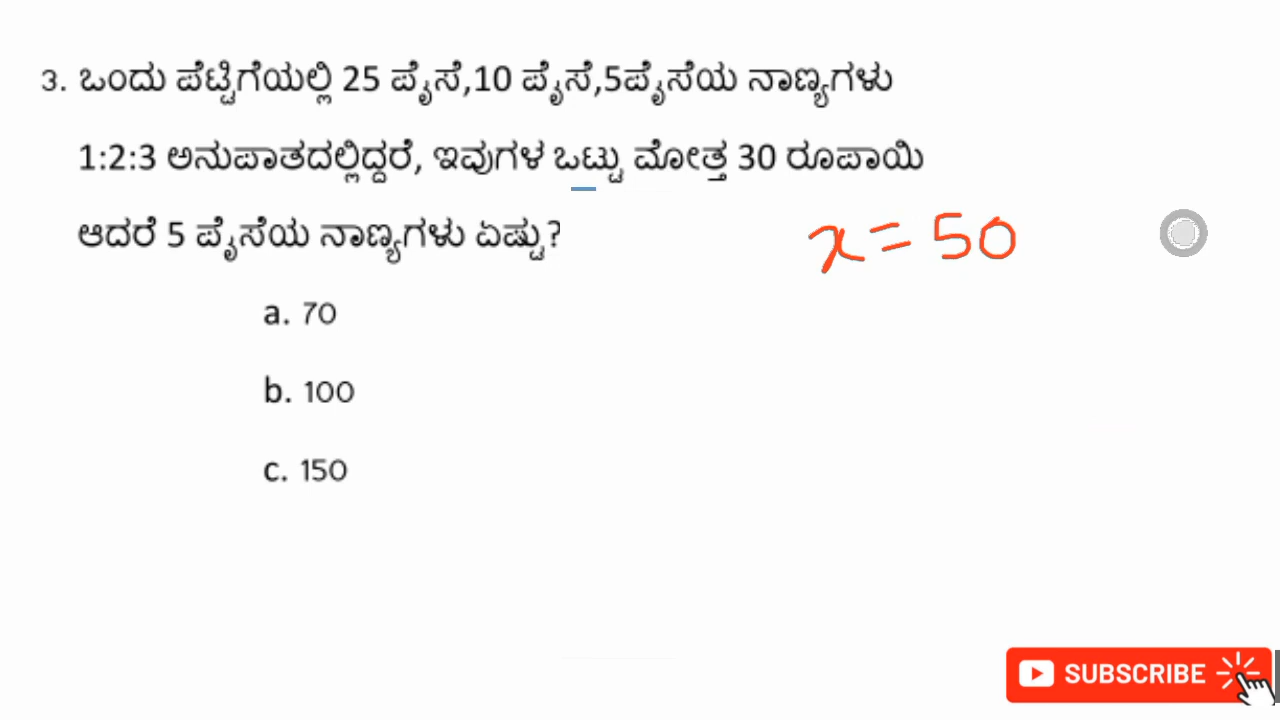 3. ಒಂದು ಪೆಟ್ಟಿಗೆಯಲ್ಲಿ 25 ಪೈಸೆ,10 ಪೈಸೆ,5ಪೈಸೆಯ ನಾಣ್ಯಗಳು
1:2:3 ಅನುಪಾತದಲ್ಲಿದ್ದರೆ, ಇವುಗಳ ಒಟ್ಟು ಮೋತ್ತ 30 ರೂಪಾಯಿ
ಆದರೆ 5 ಪೈಸೆಯ ನಾಣ್ಯಗಳು ಏಷ್ಟು?
x = 50
a. 70
b. 100
c. 150
SUBSCRIBE